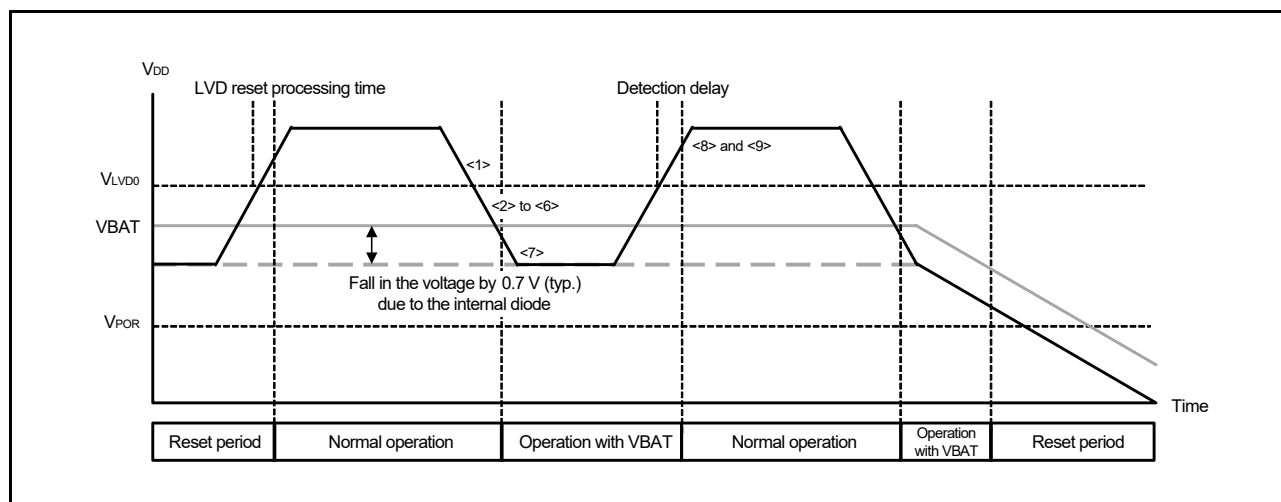 VDD
LVD reset processing time
Detection delay
<1>
<8> and <9>
VLVD0
<2> to <6>
VBAT
<7>
Fall in the voltage by 0.7 V (typ.)
due to the internal diode
VPOR
Time
Reset period
Normal operation
Operation with VBAT
Normal operation
Operation
with VBAT
Reset period